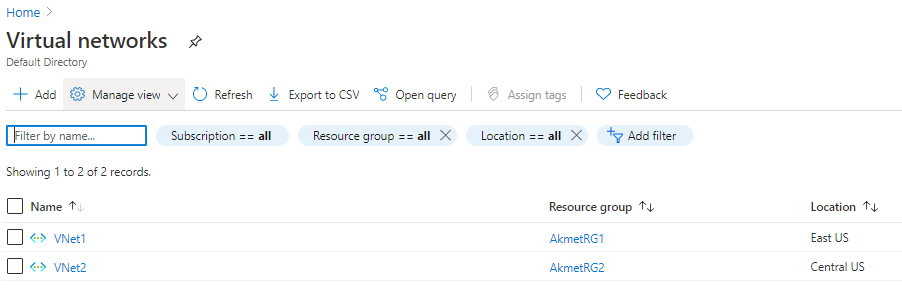 Home >
Virtual networks
Default Directory
Add Manage view Refresh Export to CSV Open query Assign tags Feedback
Filter by name... Subscription == all Resource group == all Location == all Add filter
Showing 1 to 2 of 2 records.
Name Resource group Location
VNet1 AkmetRG1 East US
VNet2 AkmetRG2 Central US